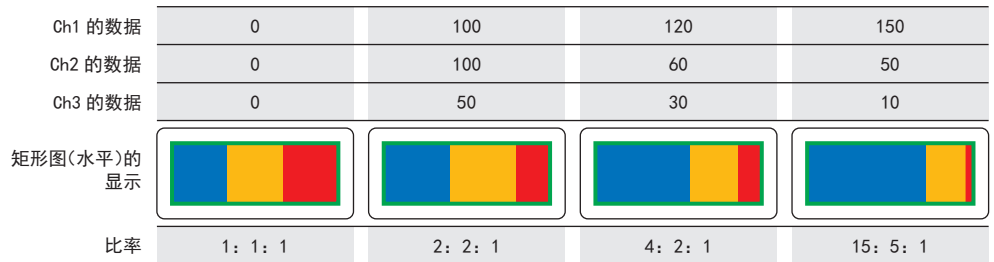 Ch1 的数据 0 100 120 150
Ch2 的数据 0 100 60 50
Ch3 的数据 0 50 30 10
矩形图(水平)的
显示
比率 1: 1: 1 2: 2: 1 4: 2: 1 15: 5: 1